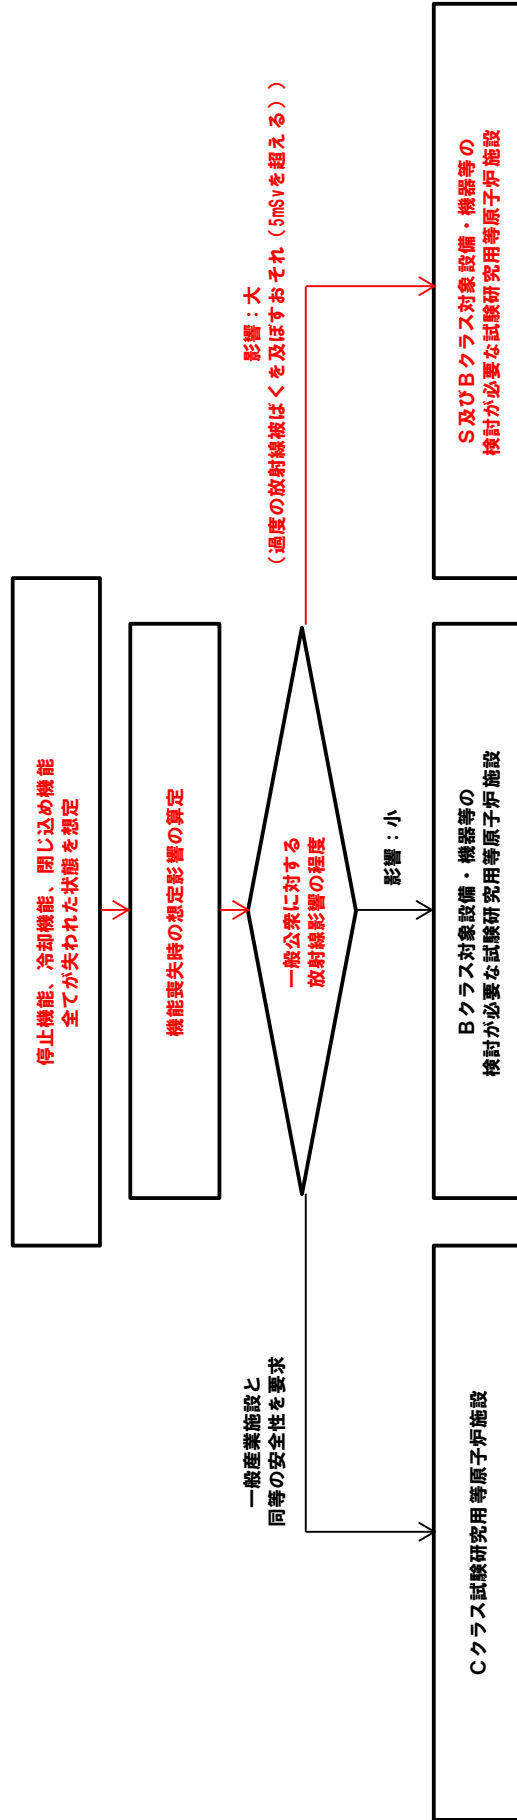 停止機能、冷却機能、閉じ込め機能
全てが失われた状態を想定
機能喪失時の想定影響の算定
一般公衆に対する
放射線影響の程度
一般産業施設と
同等の安全性を要求
影響：小
影響：大
（過度の放射線被ばくを及ぼすおそれ（5mSvを超える））
Ｃクラス試験研究用等原子炉施設
Ｂクラス対象設備・機器等の
検討が必要な試験研究用等原子炉施設
Ｓ及びＢクラス対象設備・機器等の
検討が必要な試験研究用等原子炉施設